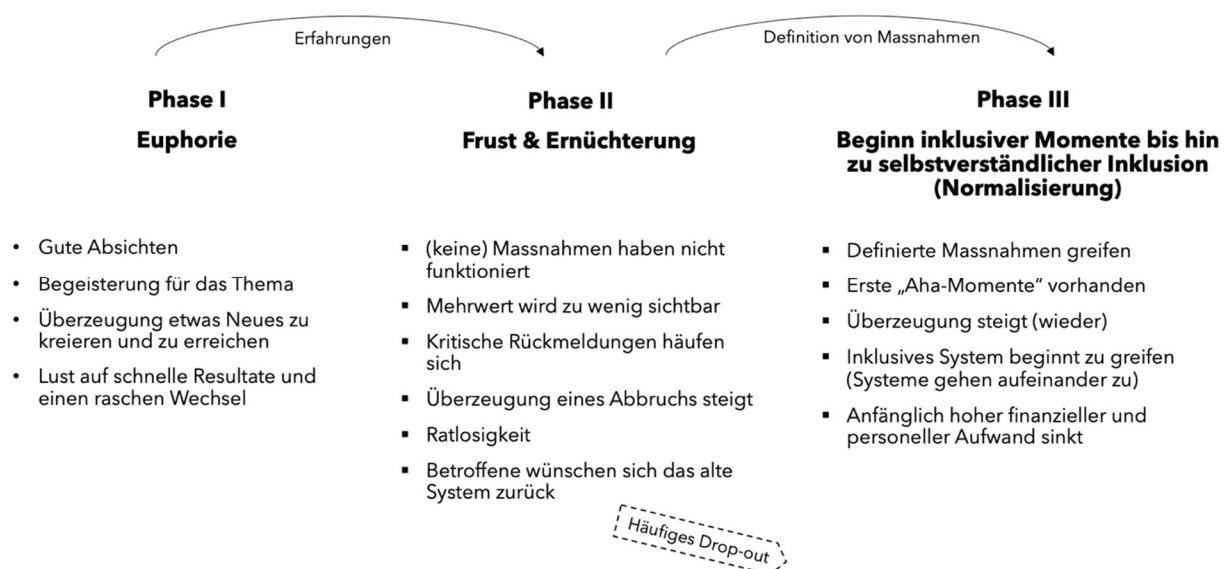 Erfahrungen
Definition von Massnahmen
Phase I
Euphorie
• Gute Absichten
• Begeisterung für das Thema
• Überzeugung etwas Neues zu
kreieren und zu erreichen
• Lust auf schnelle Resultate und
einen raschen Wechsel
Phase II
Frust & Ernüchterung
▪ (keine) Massnahmen haben nicht
funktioniert
▪ Mehrwert wird zu wenig sichtbar
▪ Kritische Rückmeldungen häufen
sich
▪ Überzeugung eines Abbruchs steigt
▪ Ratlosigkeit
▪ Betroffene wünschen sich das alte
System zurück
Häufiges Drop-out
Phase III
Beginn inklusiver Momente bis hin
zu selbstverständlicher Inklusion
(Normalisierung)
▪ Definierte Massnahmen greifen
▪ Erste „Aha-Momente“ vorhanden
▪ Überzeugung steigt (wieder)
▪ Inklusives System beginnt zu greifen
(Systeme gehen aufeinander zu)
▪ Anfänglich hoher finanzieller und
personeller Aufwand sinkt